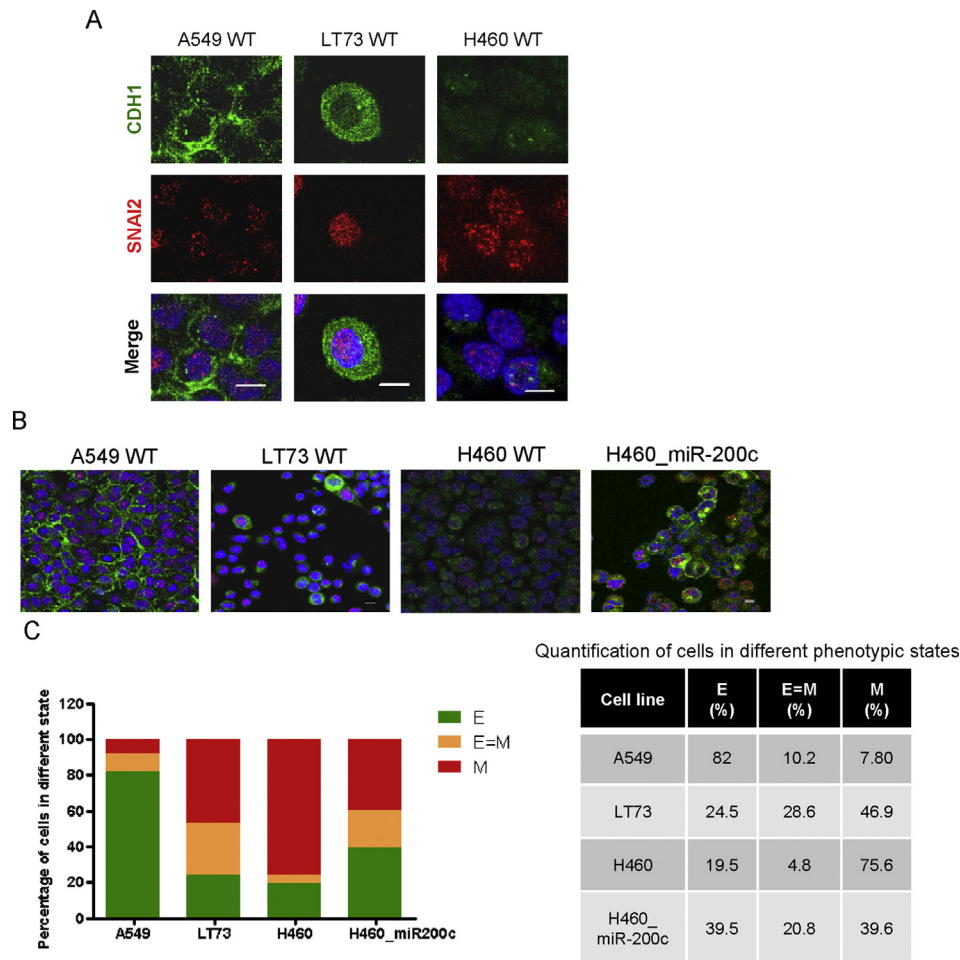 A
A549 WT
LT73 WT
H460 WT
CDH1
SNAI2
Merge
B
A549 WT
LT73 WT
H460 WT
H460_miR-200c
C
Percentage of cells in different state
120
100
80
60
40
20
0
A549
LT73
H460
H460_miR200c
E
E=M
M
Quantification of cells in different phenotypic states
Cell line E (%) E=M (%) M (%)
A549 82 10.2 7.80
LT73 24.5 28.6 46.9
H460 19.5 4.8 75.6
H460_ miR-200c 39.5 20.8 39.6